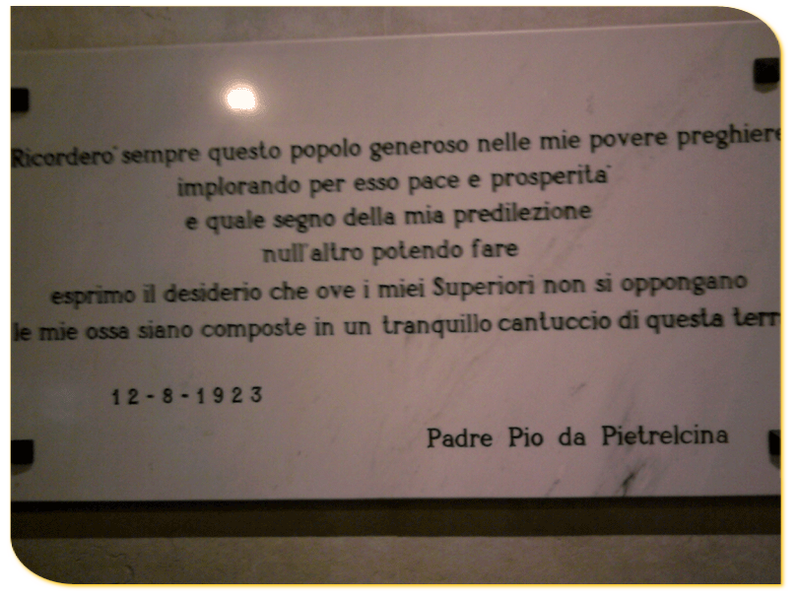 Ricordero' sempre questo popolo generoso nelle mie povere preghiere
implorando per esso pace e prosperita'
e quale segno della mia predilezione
null'altro potendo fare
esprimo il desiderio che ove i miei Superiori non si oppongano
le mie ossa siano composte in un tranquillo cantuccio di questa terr
12-8-1923
Padre Pio da Pietrelcina